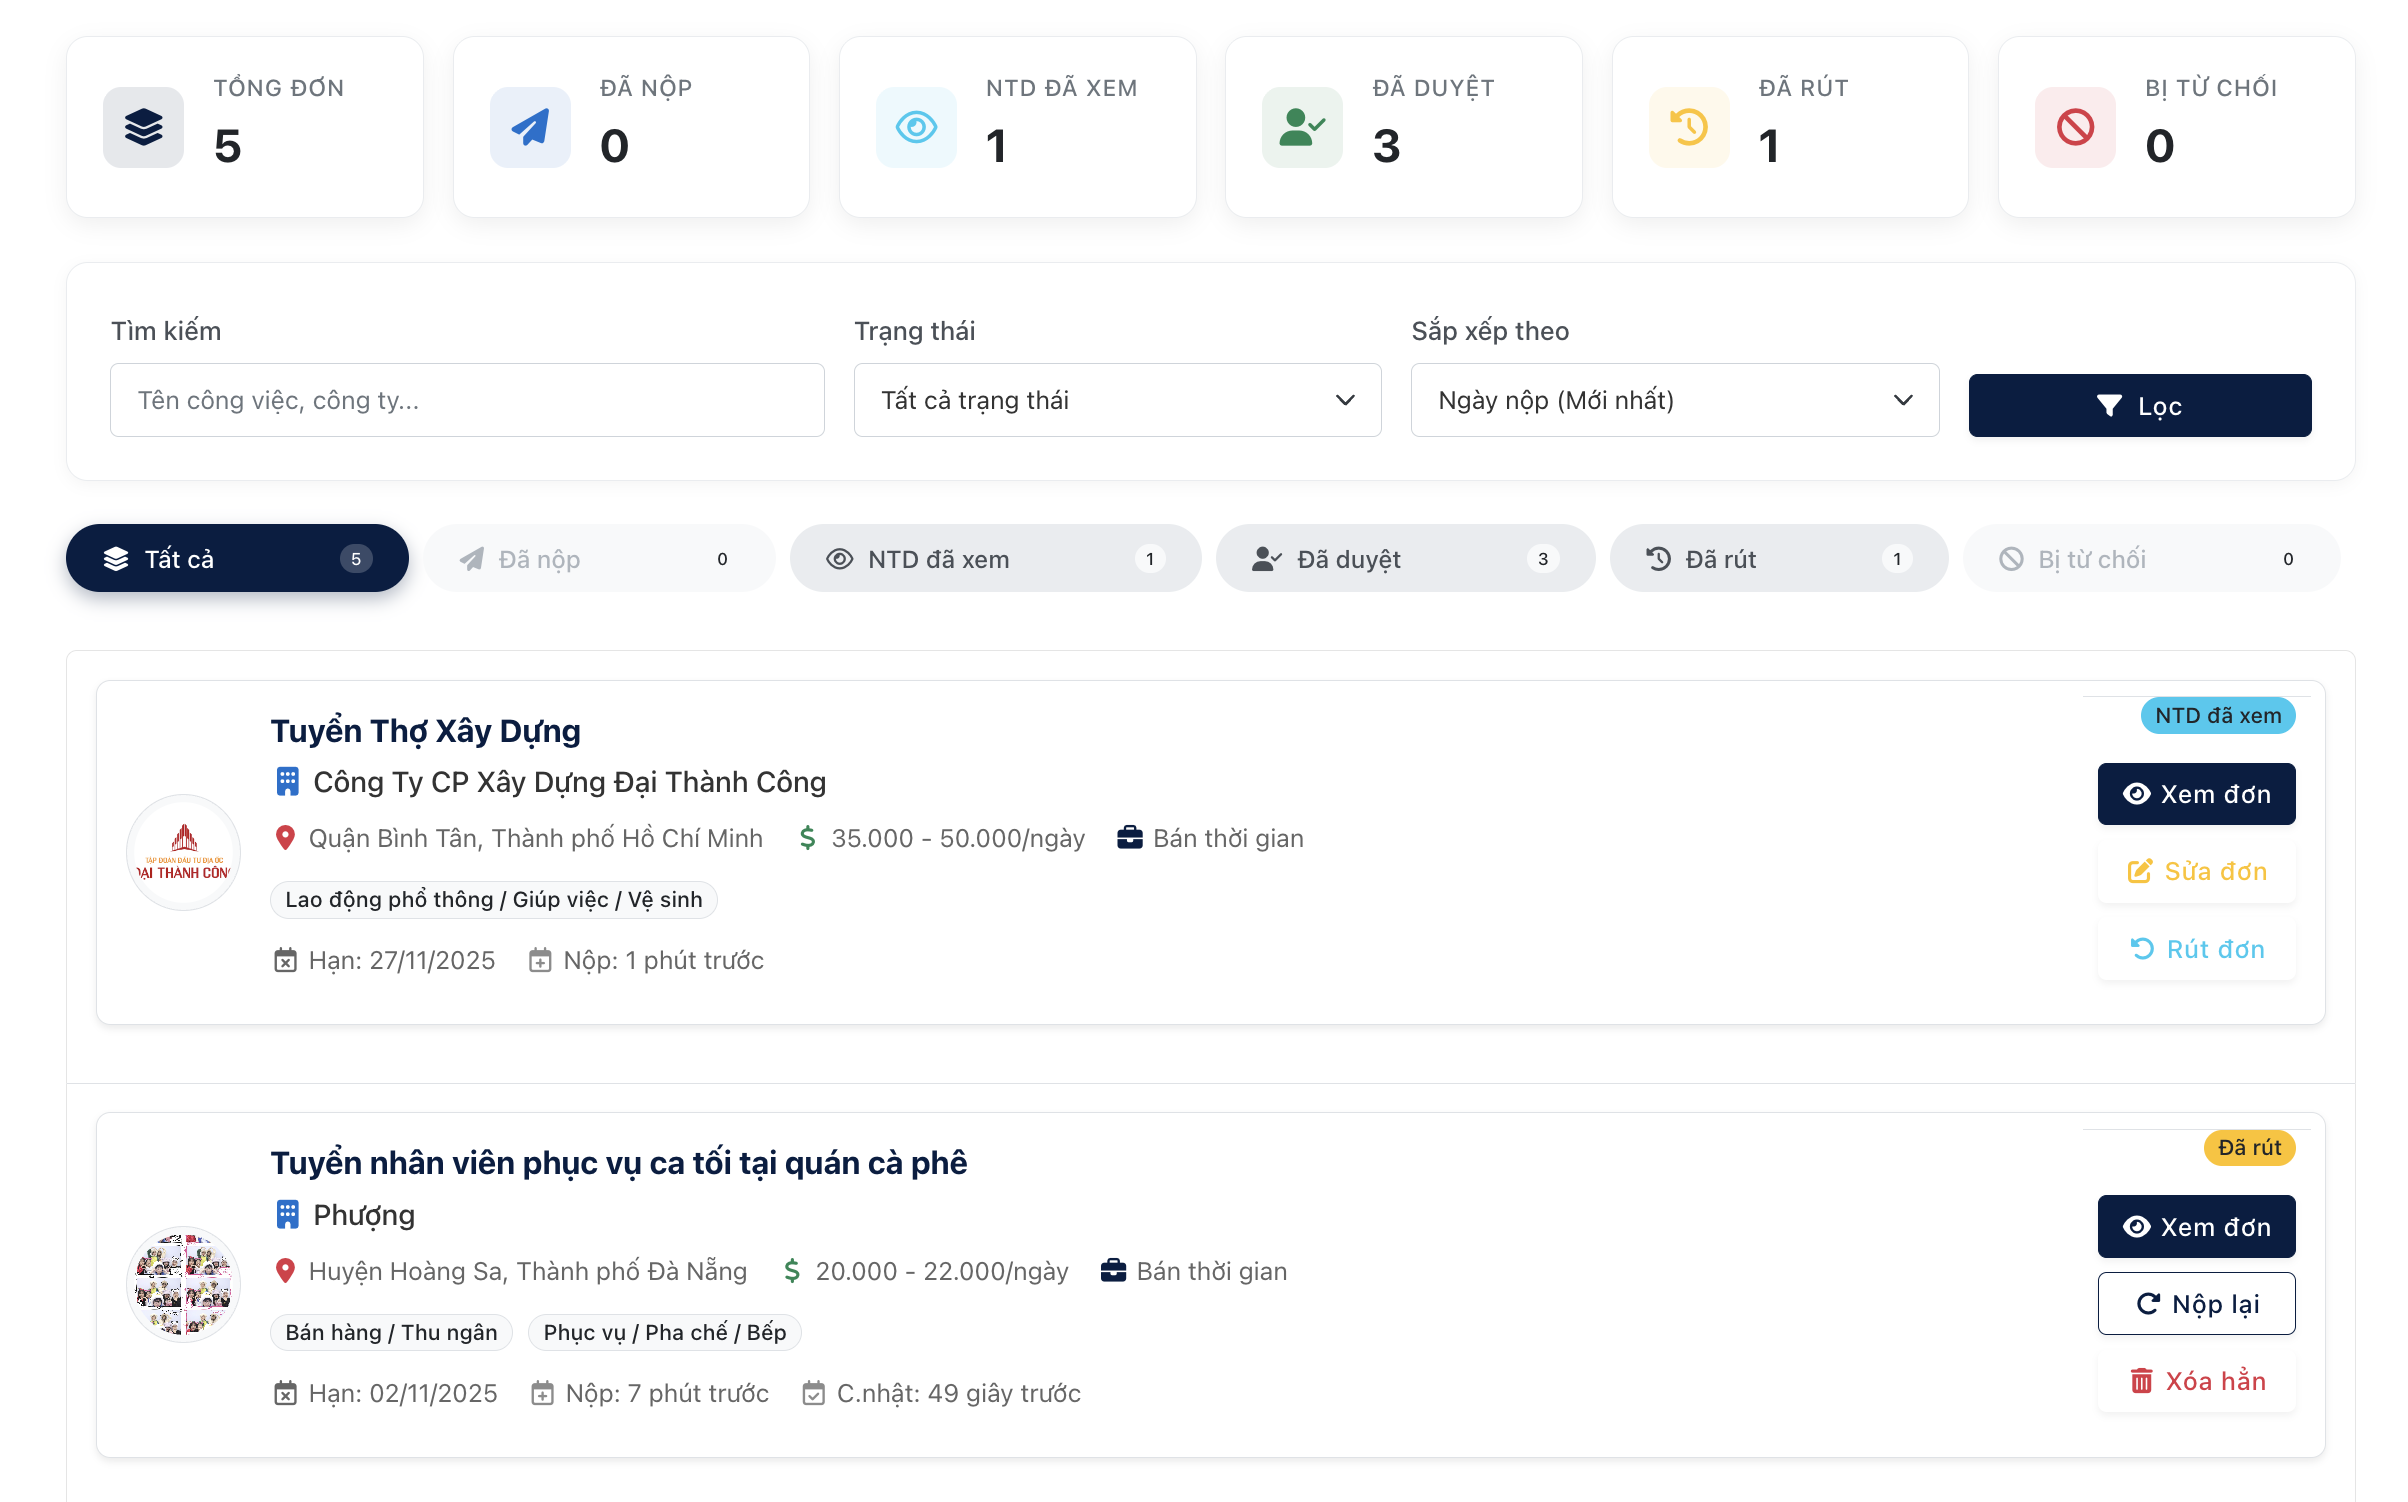 TỔNG ĐƠN
5
ĐÃ NỘP
0
NTD ĐÃ XEM
1
ĐÃ DUYỆT
3
ĐÃ RÚT
1
BỊ TỪ CHỐI
0
Tìm kiếm
Tên công việc, công ty...
Trạng thái
Tất cả trạng thái
Sắp xếp theo
Ngày nộp (Mới nhất)
Lọc
Tất cả 5
Đã nộp 0
NTD đã xem 1
Đã duyệt 3
Đã rút 1
Bị từ chối 0
TẬP ĐOÀN ĐẦU TƯ ĐỊA ỐC
ĐẠI THÀNH CÔNG
Tuyển Thợ Xây Dựng
Công Ty CP Xây Dựng Đại Thành Công
Quận Bình Tân, Thành phố Hồ Chí Minh $ 35.000 - 50.000/ngày Bán thời gian
Lao động phổ thông / Giúp việc / Vệ sinh
Hạn: 27/11/2025 Nộp: 1 phút trước
NTD đã xem
Xem đơn
Sửa đơn
Rút đơn
Tuyển nhân viên phục vụ ca tối tại quán cà phê
Phượng
Huyện Hoàng Sa, Thành phố Đà Nẵng $ 20.000 - 22.000/ngày Bán thời gian
Bán hàng / Thu ngân Phục vụ / Pha chế / Bếp
Hạn: 02/11/2025 Nộp: 7 phút trước C.nhật: 49 giây trước
Đã rút
Xem đơn
Nộp lại
Xóa hẳn